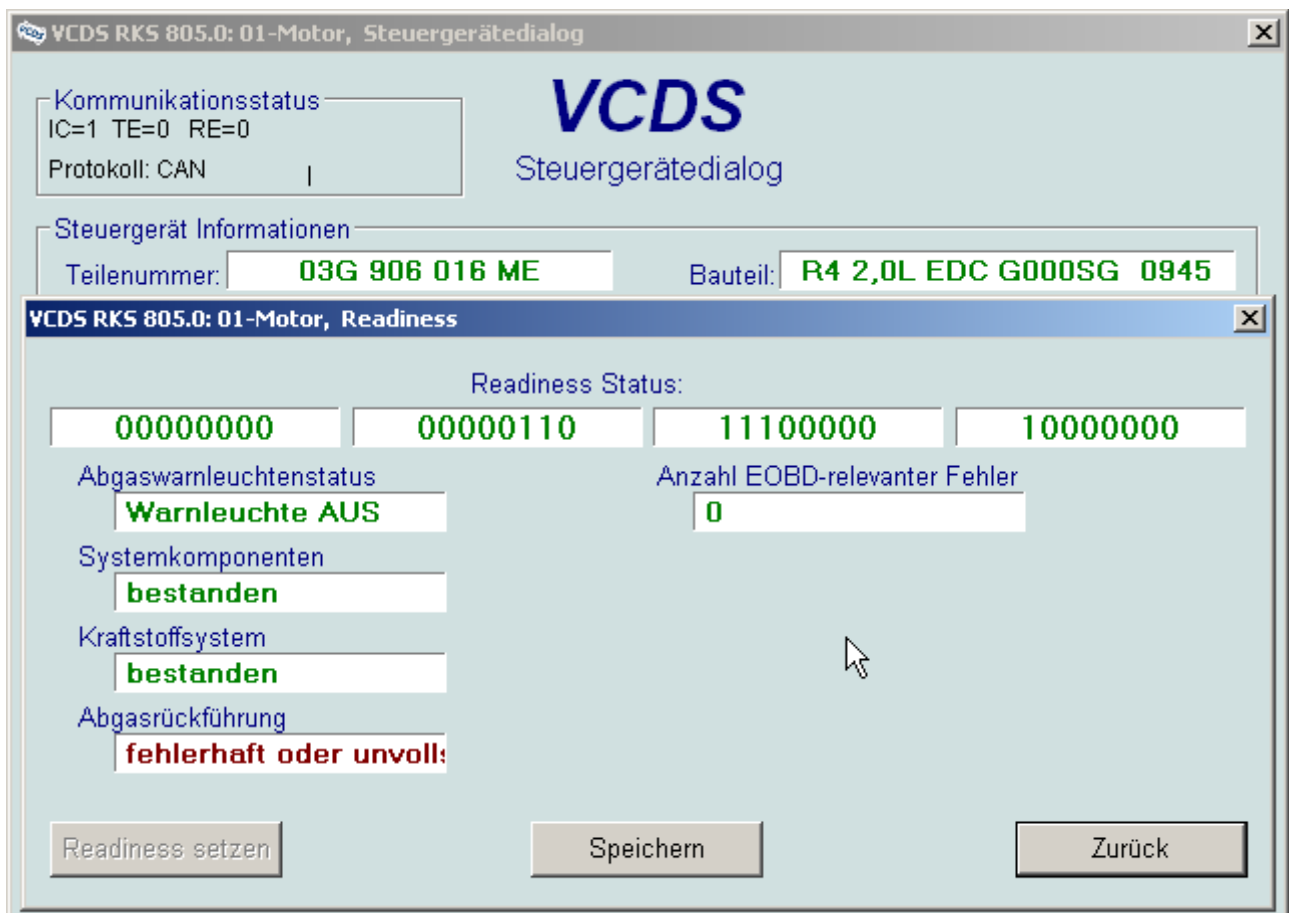 VCDS RKS 805.0: 01-Motor, Steuergerätedialog
Kommunikationsstatus
IC=1 TE=0 RE=0
Protokoll: CAN
VCDS
Steuergerätedialog
Steuergerät Informationen
Teilenummer: 03G 906 016 ME Bauteil: R4 2,0L EDC G000SG 0945
VCDS RKS 805.0: 01-Motor, Readiness
Readiness Status:
00000000 00000110 11100000 10000000
Abgaswarnleuchtenstatus Anzahl EOBD-relevanter Fehler
Warnleuchte AUS 0
Systemkomponenten
bestanden
Kraftstoffsystem
bestanden
Abgasrückführung
fehlerhaft oder unvolls
Readiness setzen Speichern Zurück